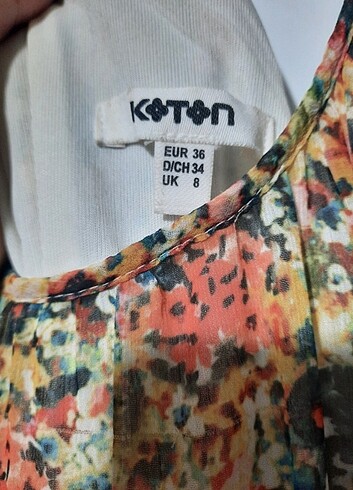 KOTON
EUR 36
D/CH 34
UK 8